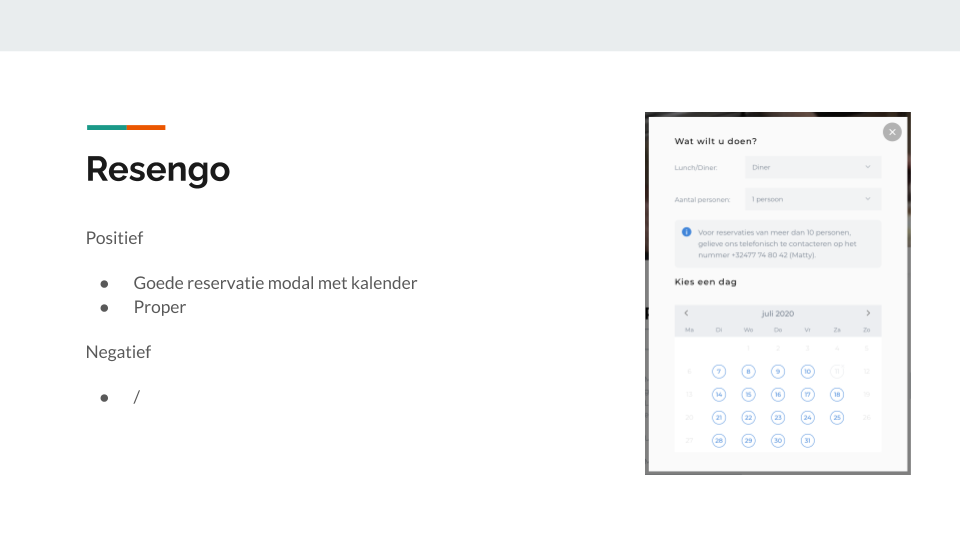 Resengo
Positief
● Goede reservatie modal met kalender
● Proper
Negatief
● /
Wat wilt u doen?
Lunch/Diner: Diner
Aantal personen: 1 persoon
Voor reservaties van meer dan 10 personen,
gelieve ons telefonisch te contacteren op het
nummer +32477 74 80 42 (Matty).
Kies een dag
juli 2020
Ma Di Wo Do Vr Za Zo
1 2 3 4 5
6 7 8 9 10 11 12
13 14 15 16 17 18 19
20 21 22 23 24 25 26
27 28 29 30 31